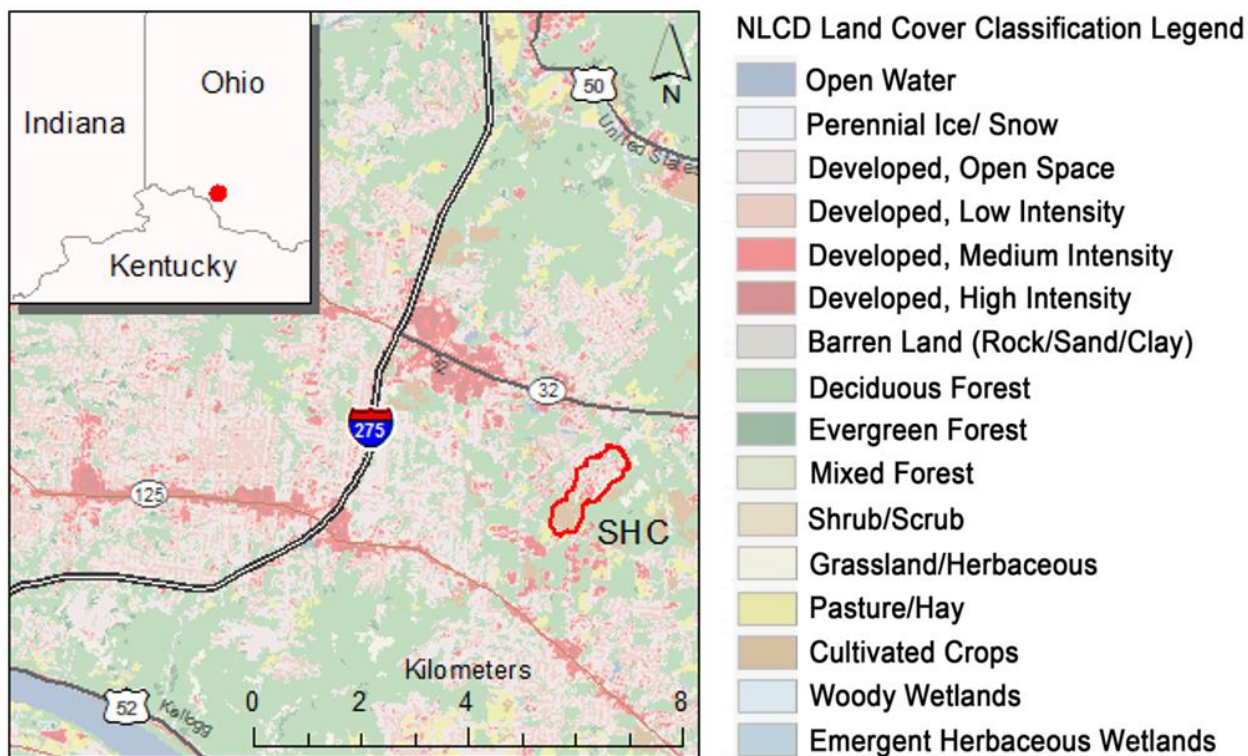 Indiana
Ohio
Kentucky
50
United States
N
32
32
275
125
SHC
Kilometers
0 2 4 8
52
Kellogg
NLCD Land Cover Classification Legend
Open Water
Perennial Ice/ Snow
Developed, Open Space
Developed, Low Intensity
Developed, Medium Intensity
Developed, High Intensity
Barren Land (Rock/Sand/Clay)
Deciduous Forest
Evergreen Forest
Mixed Forest
Shrub/Scrub
Grassland/Herbaceous
Pasture/Hay
Cultivated Crops
Woody Wetlands
Emergent Herbaceous Wetlands